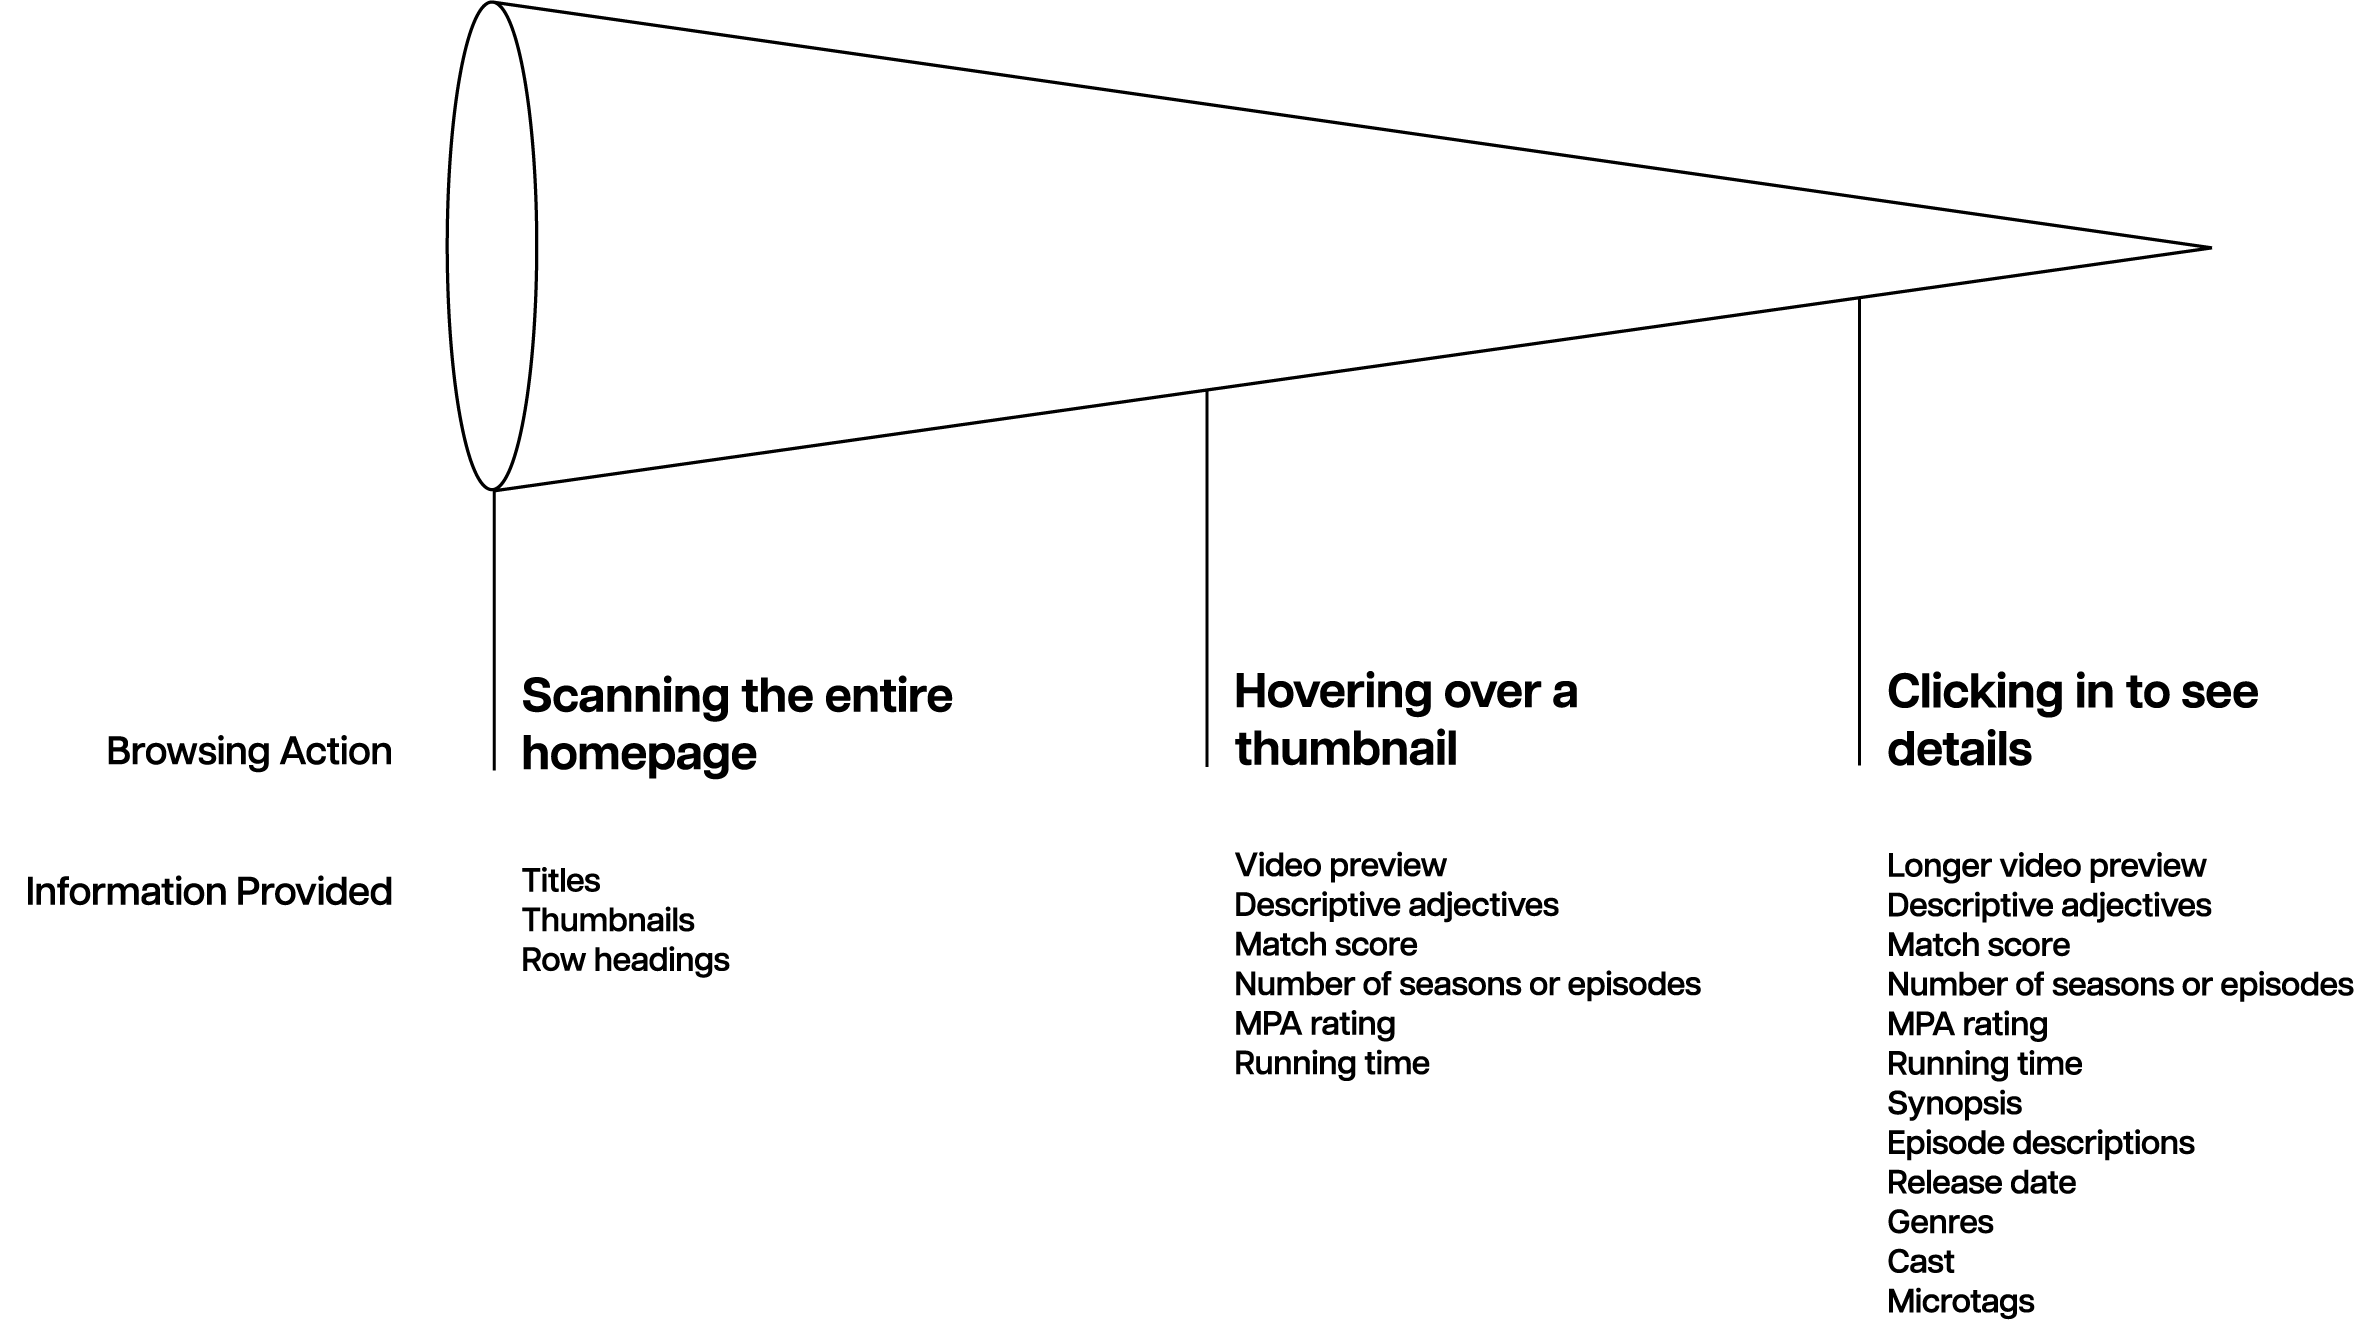 Browsing Action
Scanning the entire
homepage
Hovering over a
thumbnail
Clicking in to see
details
Information Provided
Titles
Thumbnails
Row headings
Video preview
Descriptive adjectives
Match score
Number of seasons or episodes
MPA rating
Running time
Longer video preview
Descriptive adjectives
Match score
Number of seasons or episodes
MPA rating
Running time
Synopsis
Episode descriptions
Release date
Genres
Cast
Microtags